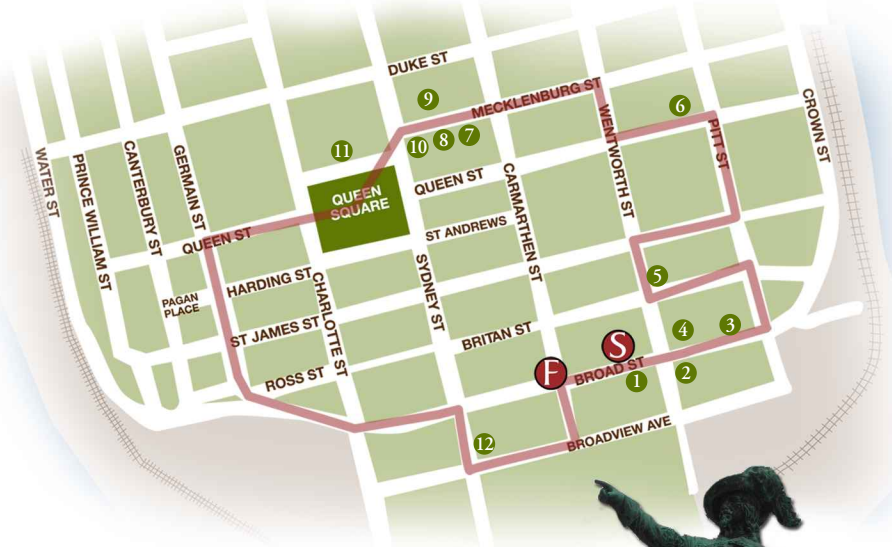 DUKE ST
9
MECKLENBURG ST
6
11
10
8
7
WATER ST
PRINCE WILLIAM ST
CANTERBURY ST
GERMAIN ST
WENTWORTH ST
PITT ST
CROWN ST
QUEEN
SQUARE
QUEEN ST
CARMARTHEN ST
QUEEN ST
ST ANDREWS
HARDING ST
CHARLOTTE ST
SYDNEY ST
5
PAGAN
PLACE
ST JAMES ST
BRITAN ST
4
3
S
F
ROSS ST
BROAD ST
1
2
12
BROADVIEW AVE